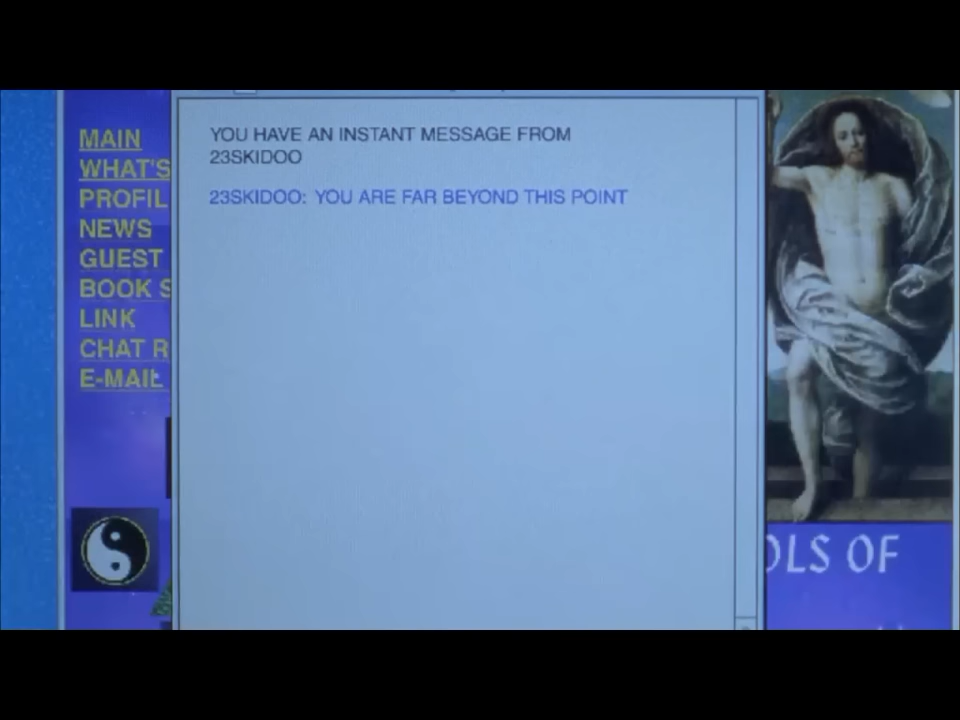 MAIN
WHAT'S
PROFIL
NEWS
GUEST
BOOK S
LINK
CHAT R
E-MAIL
YOU HAVE AN INSTANT MESSAGE FROM
23SKIDOO
23SKIDOO: YOU ARE FAR BEYOND THIS POINT
OLS OF